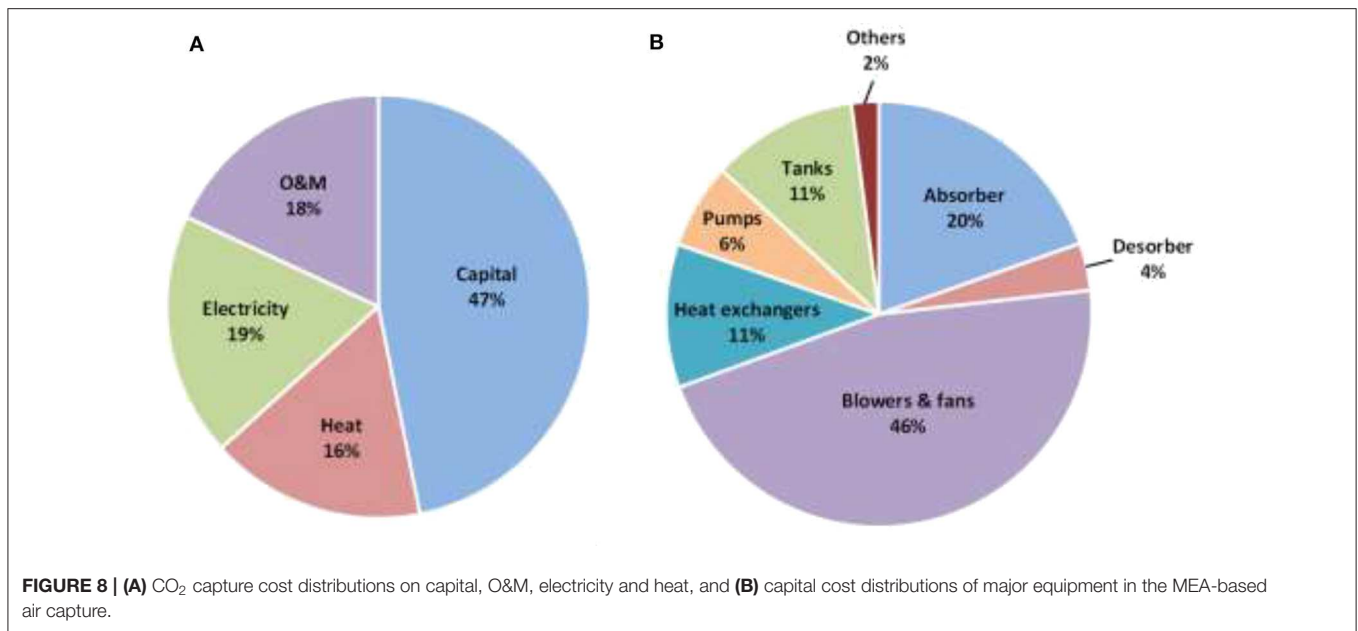 A
O&M
18%
Capital
47%
Electricity
19%
Heat
16%
B
Others
2%
Tanks
11%
Absorber
20%
Pumps
6%
Desorber
4%
Heat exchangers
11%
Blowers & fans
46%
FIGURE 8 | (A) CO₂ capture cost distributions on capital, O&M, electricity and heat, and (B) capital cost distributions of major equipment in the MEA-based
air capture.